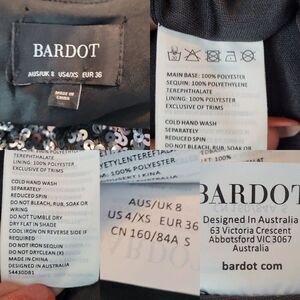 BARDOT
AUS/UK 8 US4/XS EUR 36
MADE IN
CHINA
MAIN BASE: 100% POLYESTER
SEQUIN: 100% POLYETHYLENE
TEREPHTHALATE
LINING: 100% POLYESTER
EXCLUSIVE OF TRIMS
COLD HAND WASH
SEPARATELY
REDUCED SPIN
DO NOT BLEACH, RUB, SOAK OR
WRING
TEREPHTHALATE
LINING: 100% POLYESTER
EXCLUSIVE OF TRIMS
COLD HAND WASH
SEPARATELY
REDUCED SPIN
DO NOT BLEACH, RUB, SOAK OR
WRING
DO NOT TUMBLE DRY
DRY FLAT IN SHADE
COOL IRON ON REVERSE IF
REQUIRED
DO NOT IRON SEQUIN
DO NOT DRYCLEAN (X)
MADE IN CHINA
DESIGNED IN AUSTRALIA
54430DB1
AUS/UK 8
US 4/XS EUR 36
CN 160/84A S
BARDOT
Designed In Australia
63 Victoria Crescent
Abbotsford VIC 3067
Australia
bardot com